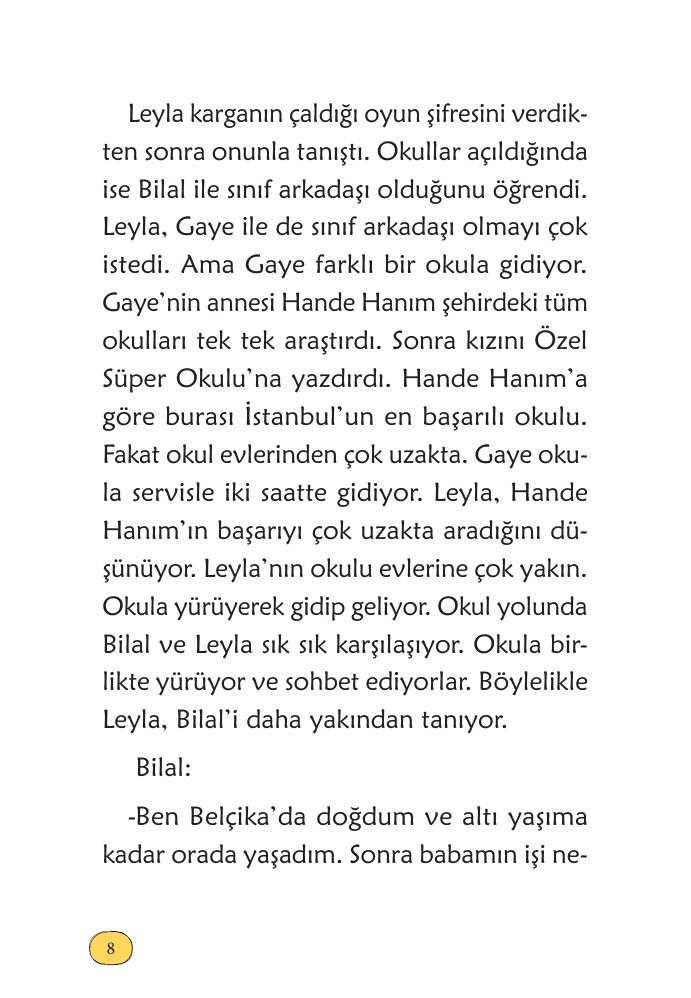 Leyla karganın çaldığı oyun şifresini verdik-
ten sonra onunla tanıştı. Okullar açıldığında
ise Bilal ile sınıf arkadaşı olduğunu öğrendi.
Leyla, Gaye ile de sınıf arkadaşı olmayı çok
istedi. Ama Gaye farklı bir okula gidiyor.
Gaye’nin annesi Hande Hanım şehirdeki tüm
okulları tek tek araştırdı. Sonra kızını Özel
Süper Okulu’na yazdırdı. Hande Hanım’a
göre burası İstanbul’un en başarılı okulu.
Fakat okul evlerinden çok uzakta. Gaye oku-
la servisle iki saatte gidiyor. Leyla, Hande
Hanım’ın başarıyı çok uzakta aradığını dü-
şünüyor. Leyla’nın okulu evlerine çok yakın.
Okula yürüyerek gidip geliyor. Okul yolunda
Bilal ve Leyla sık sık karşılaşıyor. Okula bir-
likte yürüyor ve sohbet ediyorlar. Böylelikle
Leyla, Bilal’i daha yakından tanıyor.
Bilal:
-Ben Belçika’da doğdum ve altı yaşıma
kadar orada yaşadım. Sonra babamın işi ne-
8